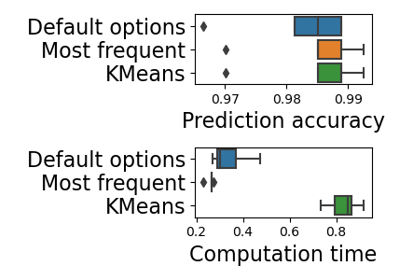 Default options
Most frequent
KMeans
0.97 0.98 0.99
Prediction accuracy
Default options
Most frequent
KMeans
0.2 0.4 0.6 0.8
Computation time